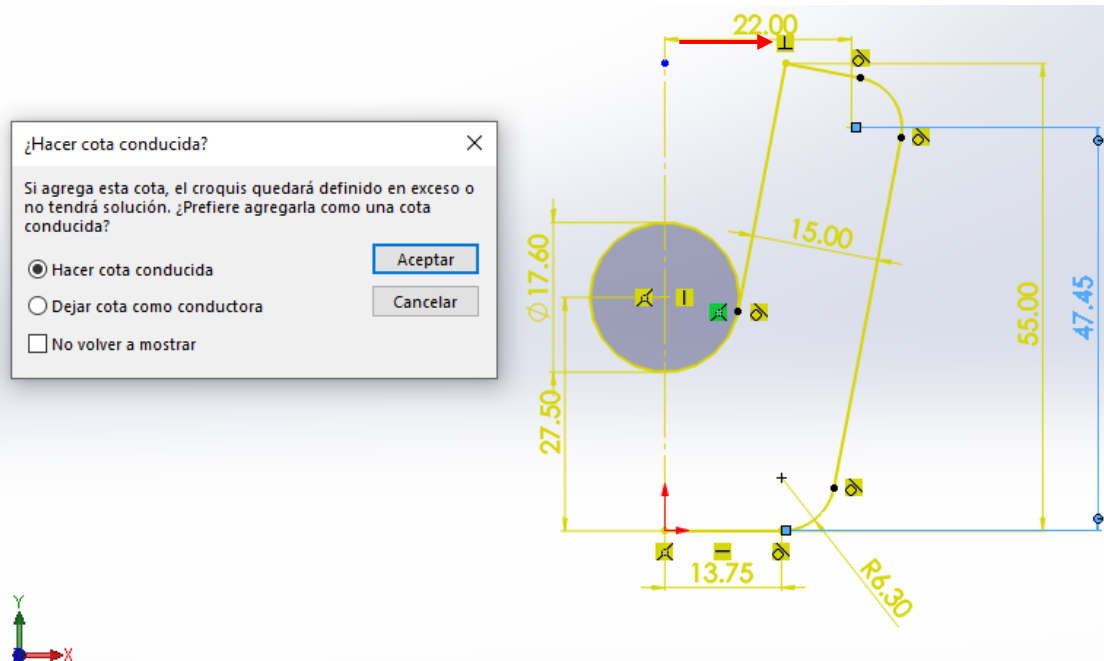 ¿Hacer cota conducida?
Si agrega esta cota, el croquis quedará definido en exceso o
no tendrá solución. ¿Prefiere agregarla como una cota
conducida?
Hacer cota conducida
Aceptar
Dejar cota como conductora
Cancelar
No volver a mostrar
22.00
15.00
Ø17.60
27.50
55.00
47.45
13.75
R6.30
Y
X